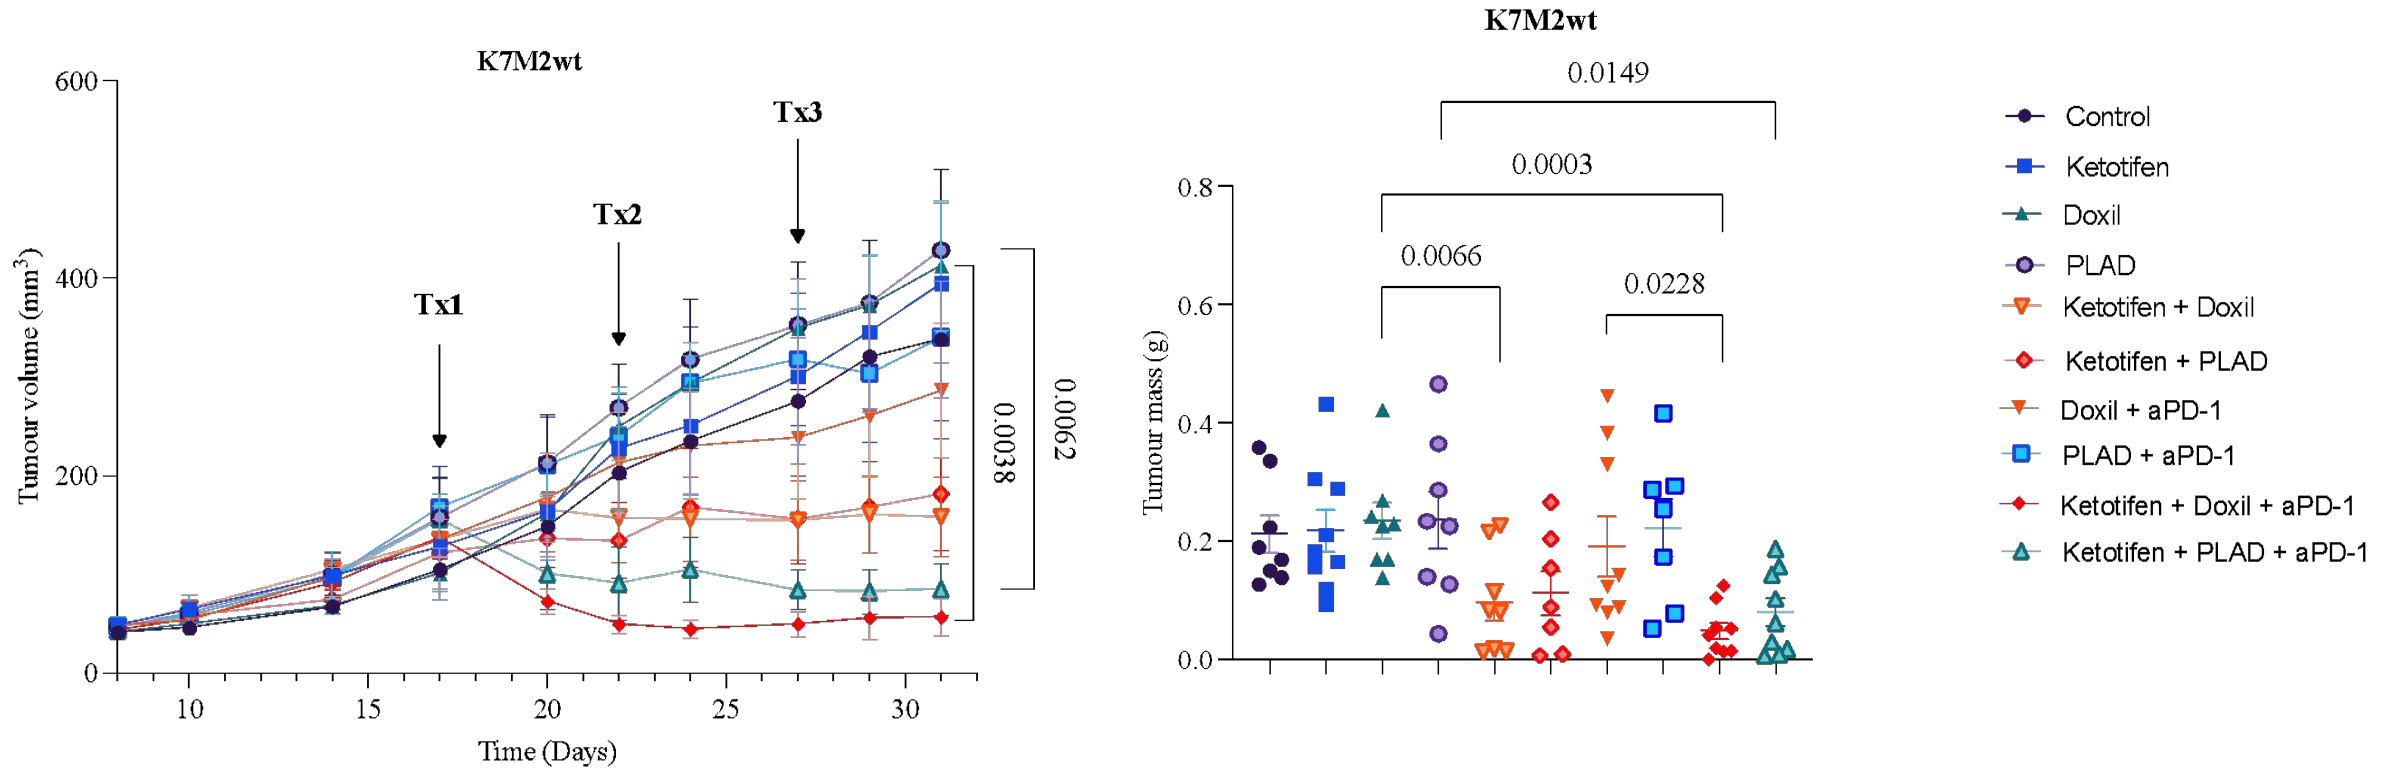 K7M2wt
600
400
200
0
10
15
20
25
30
Tumour volume (mm³)
Time (Days)
Tx1
Tx2
Tx3
0.0038
0.0062
K7M2wt
0.0149
0.0003
0.0066
0.0228
0.8
0.6
0.4
0.2
0.0
Tumour mass (g)
Control
Ketotifen
Doxil
PLAD
Ketotifen + Doxil
Ketotifen + PLAD
Doxil + aPD-1
PLAD + aPD-1
Ketotifen + Doxil + aPD-1
Ketotifen + PLAD + aPD-1